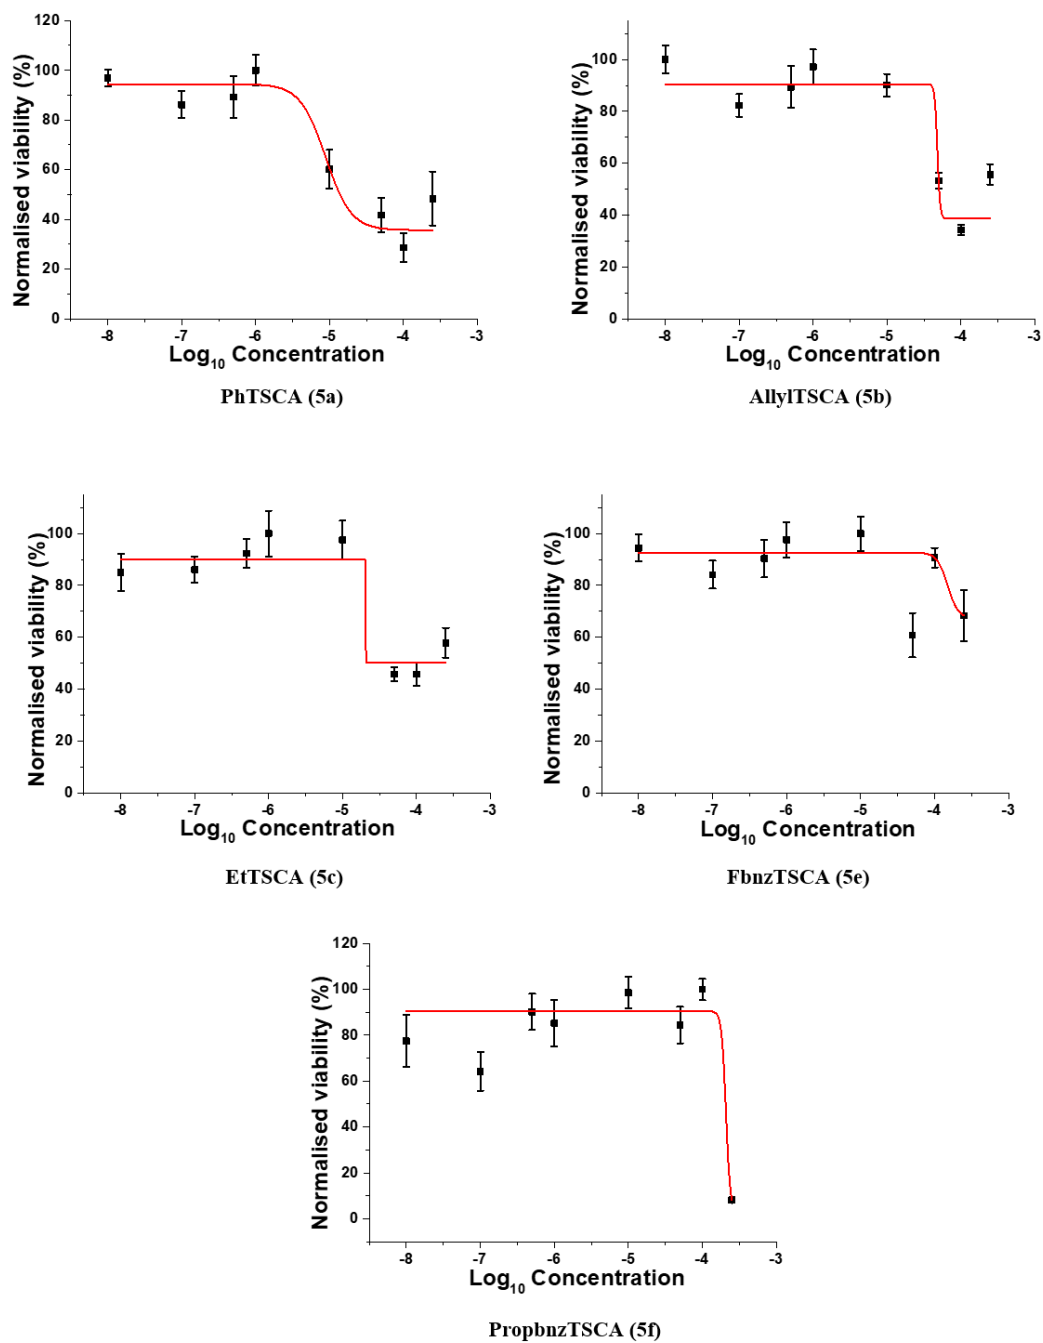 120
100
80
60
40
20
0
Normalised viability (%)
-8 -7 -6 -5 -4 -3
Log10 Concentration
PhTSCA (5a)
100
80
60
40
20
0
Normalised viability (%)
-8 -7 -6 -5 -4 -3
Log10 Concentration
AllylTSCA (5b)
100
80
60
40
20
0
Normalised viability (%)
-8 -7 -6 -5 -4 -3
Log10 Concentration
EtTSCA (5c)
100
80
60
40
20
0
Normalised viability (%)
-8 -7 -6 -5 -4 -3
Log10 Concentration
FbnzTSCA (5e)
120
100
80
60
40
20
0
Normalised viability (%)
-8 -7 -6 -5 -4 -3
Log10 Concentration
PropbnzTSCA (5f)